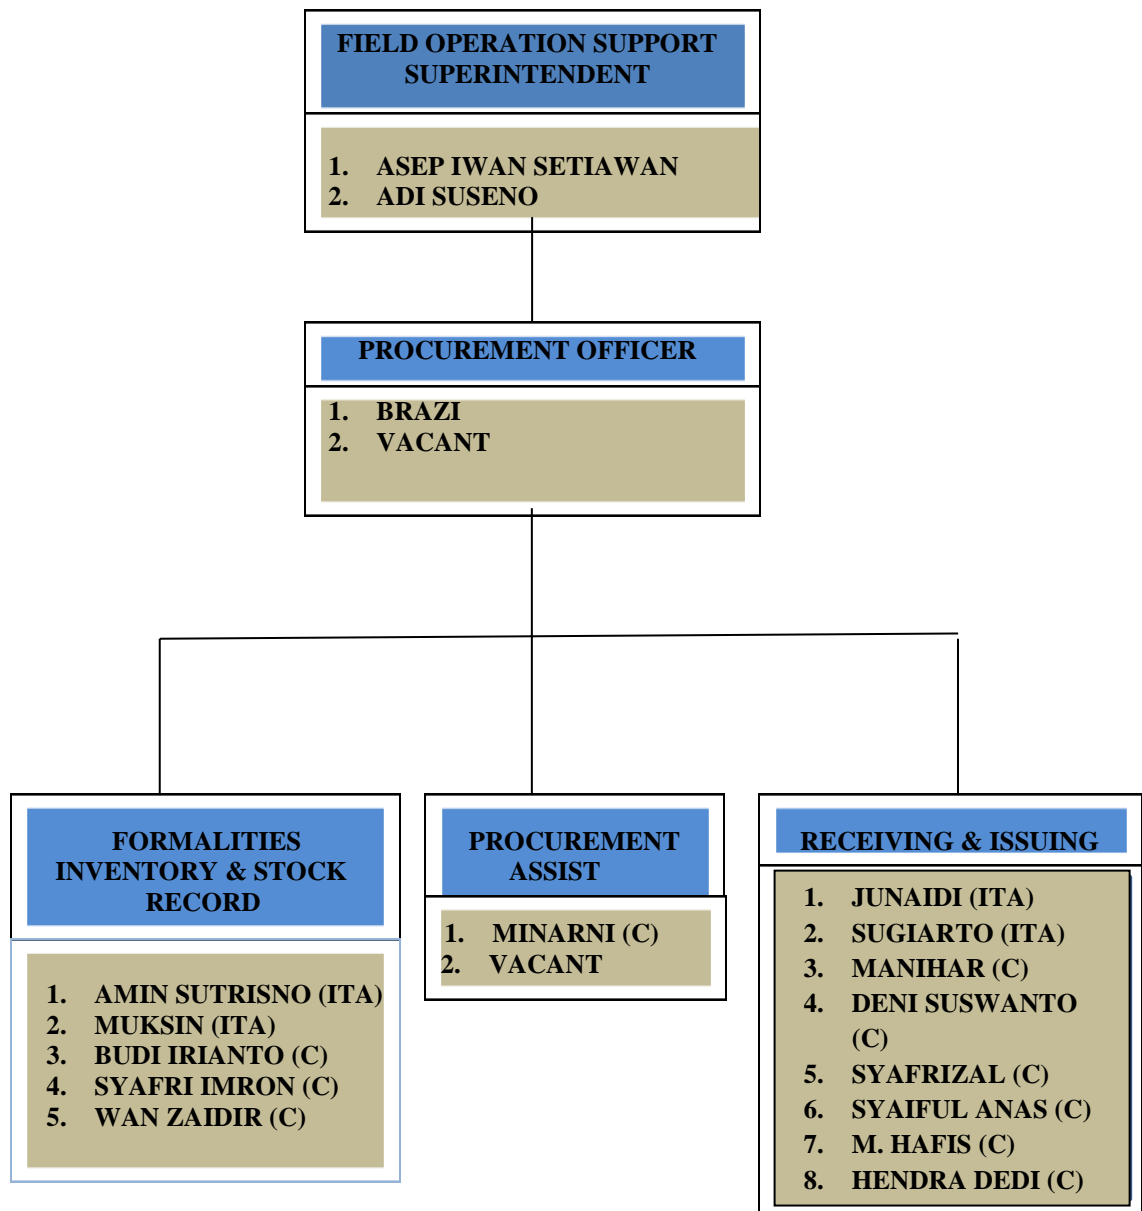 FIELD OPERATION SUPPORT
SUPERINTENDENT
1. ASEP IWAN SETIAWAN
2. ADI SUSENO
PROCUREMENT OFFICER
1. BRAZI
2. VACANT
FORMALITIES
INVENTORY & STOCK
RECORD
1. AMIN SUTRISNO (ITA)
2. MUKSIN (ITA)
3. BUDI IRIANTO (C)
4. SYAFRI IMRON (C)
5. WAN ZAIDIR (C)
PROCUREMENT
ASSIST
1. MINARNI (C)
2. VACANT
RECEIVING & ISSUING
1. JUNAIDI (ITA)
2. SUGIARTO (ITA)
3. MANIHAR (C)
4. DENI SUSWANTO
(C)
5. SYAFRIZAL (C)
6. SYAIFUL ANAS (C)
7. M. HAFIS (C)
8. HENDRA DEDI (C)